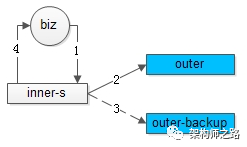 biz
4
1
outer
2
inner-s
3
outer-backup
架构师之路